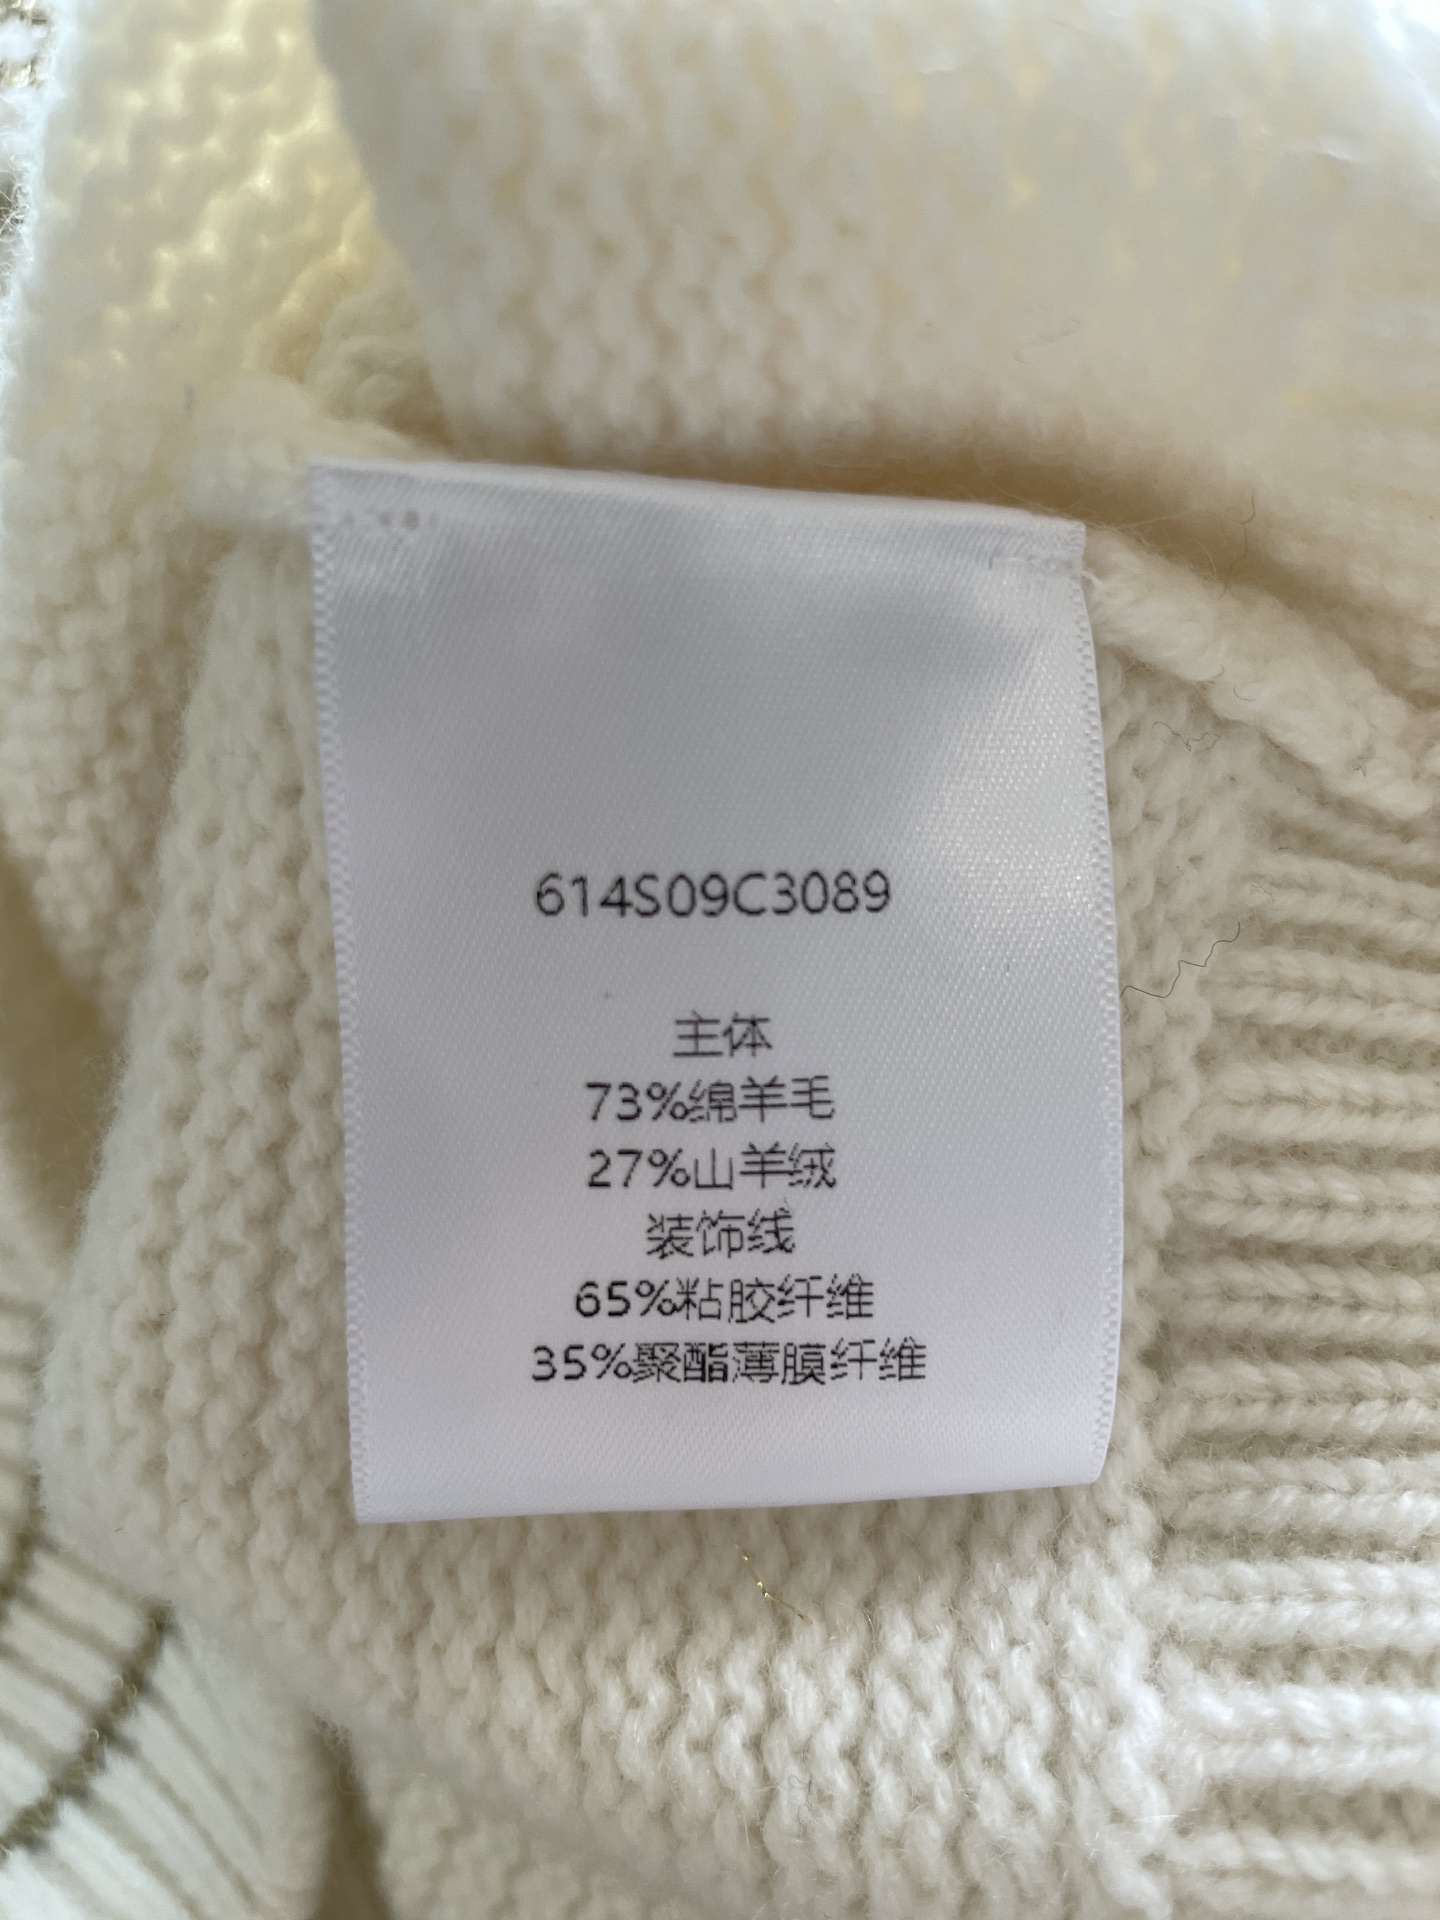 614S09C3089
主体
73%绵羊毛
27%山羊绒
装饰线
65%粘胶纤维
35%聚酯薄膜纤维